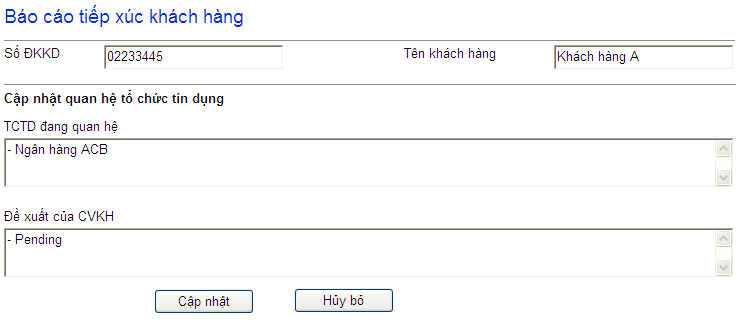 Báo cáo tiếp xúc khách hàng
Số ĐKKD 02233445 Tên khách hàng Khách hàng A
Cập nhật quan hệ tổ chức tín dụng
TCTD đang quan hệ
- Ngân hàng ACB
Đề xuất của CVKH
- Pending
Cập nhật Hủy bỏ